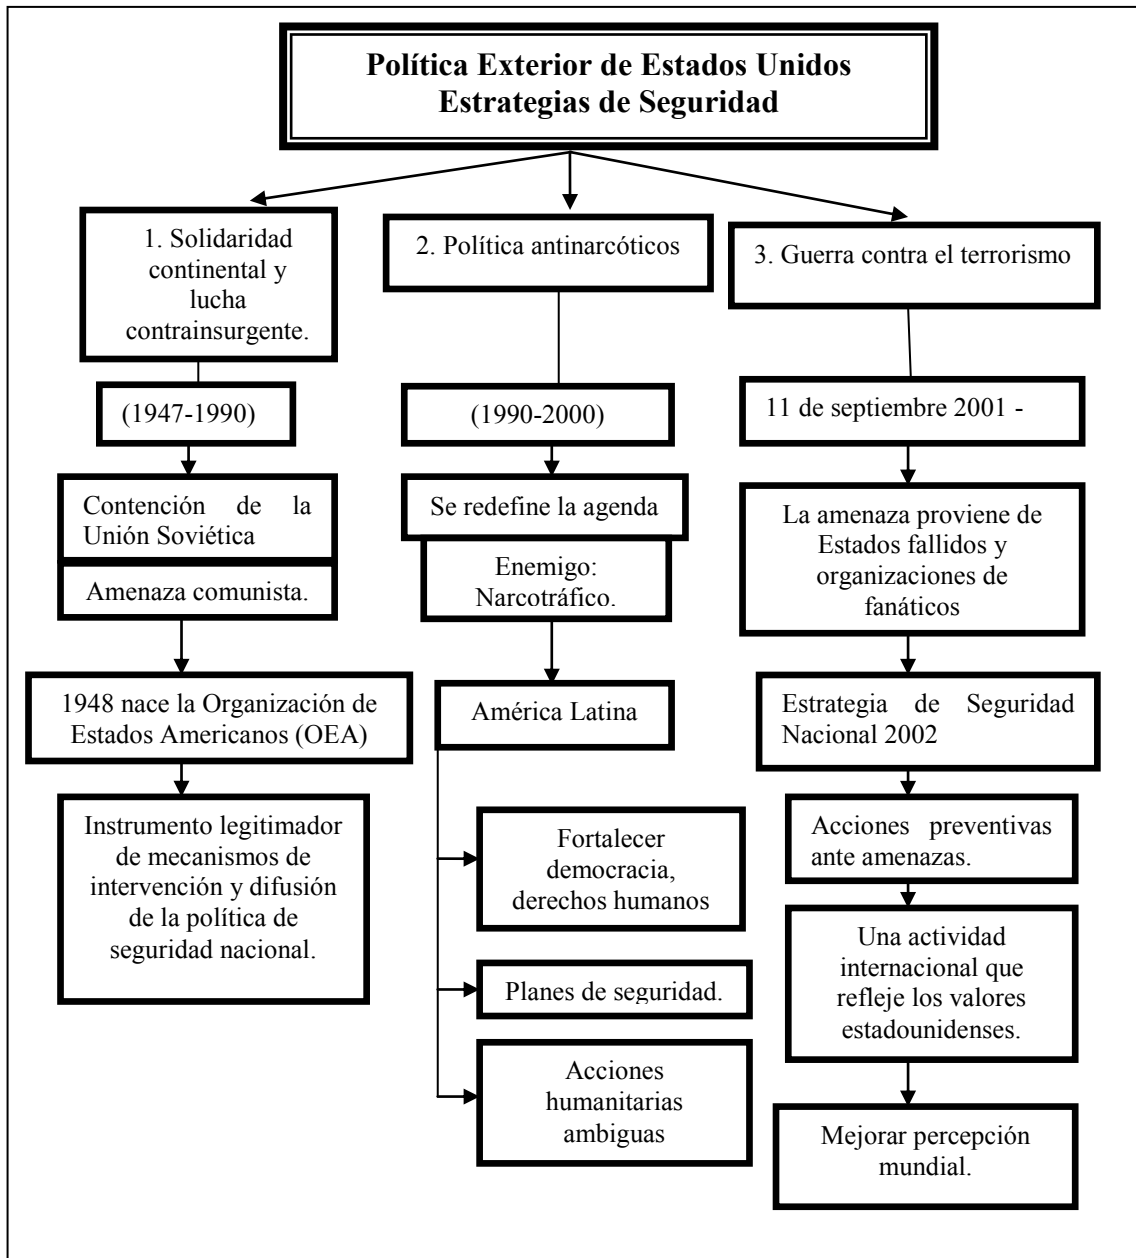 Política Exterior de Estados Unidos
Estrategias de Seguridad
1. Solidaridad
continental y
lucha
contrainsurgente.
(1947-1990)
Contención de la
Unión Soviética
Amenaza comunista.
1948 nace la Organización de
Estados Americanos (OEA)
Instrumento legitimador
de mecanismos de
intervención y difusión
de la política de
seguridad nacional.
2. Política antinarcóticos
(1990-2000)
Se redefine la agenda
Enemigo:
Narcotráfico.
América Latina
Fortalecer
democracia,
derechos humanos
Planes de seguridad.
Acciones
humanitarias
ambiguas
3. Guerra contra el terrorismo
11 de septiembre 2001 -
La amenaza proviene de
Estados fallidos y
organizaciones de
fanáticos
Estrategia de Seguridad
Nacional 2002
Acciones preventivas
ante amenazas.
Una actividad
internacional que
refleje los valores
estadounidenses.
Mejorar percepción
mundial.